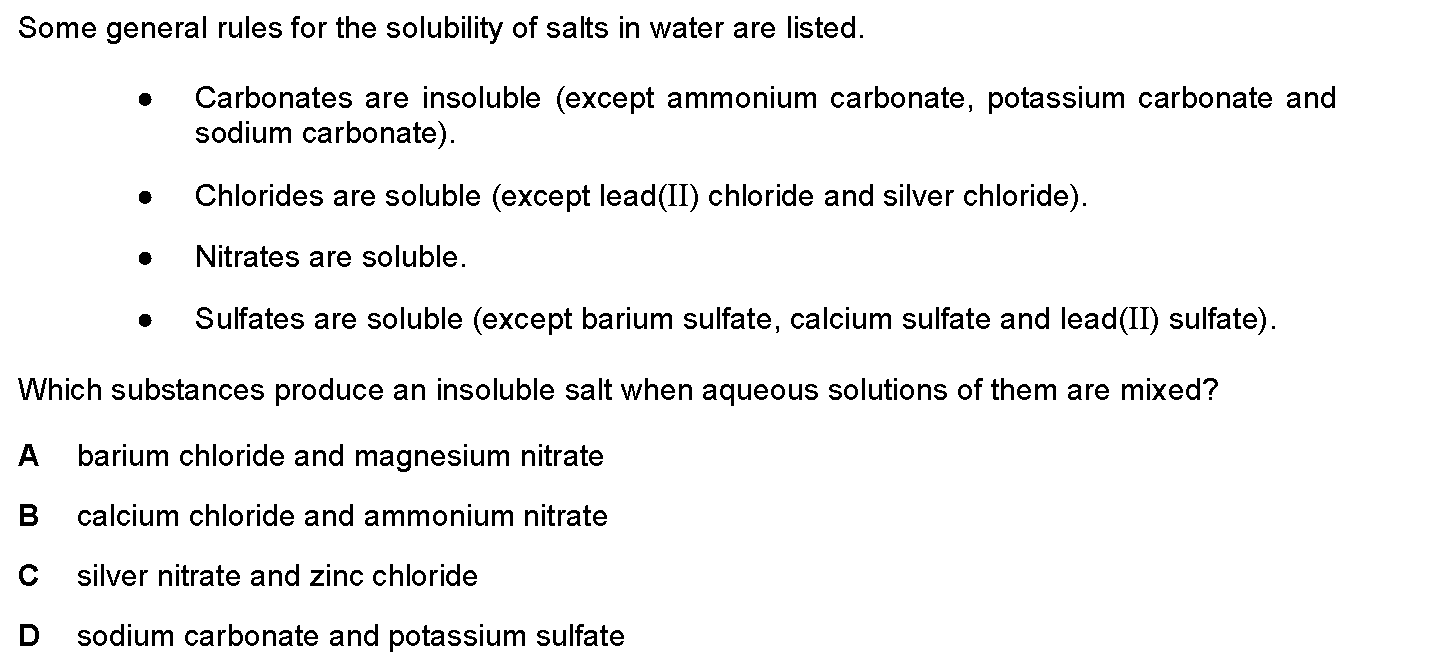 Some general rules for the solubility of salts in water are listed.
● Carbonates are insoluble (except ammonium carbonate, potassium carbonate and
sodium carbonate).
● Chlorides are soluble (except lead(II) chloride and silver chloride).
● Nitrates are soluble.
● Sulfates are soluble (except barium sulfate, calcium sulfate and lead(II) sulfate).
Which substances produce an insoluble salt when aqueous solutions of them are mixed?
A barium chloride and magnesium nitrate
B calcium chloride and ammonium nitrate
C silver nitrate and zinc chloride
D sodium carbonate and potassium sulfate